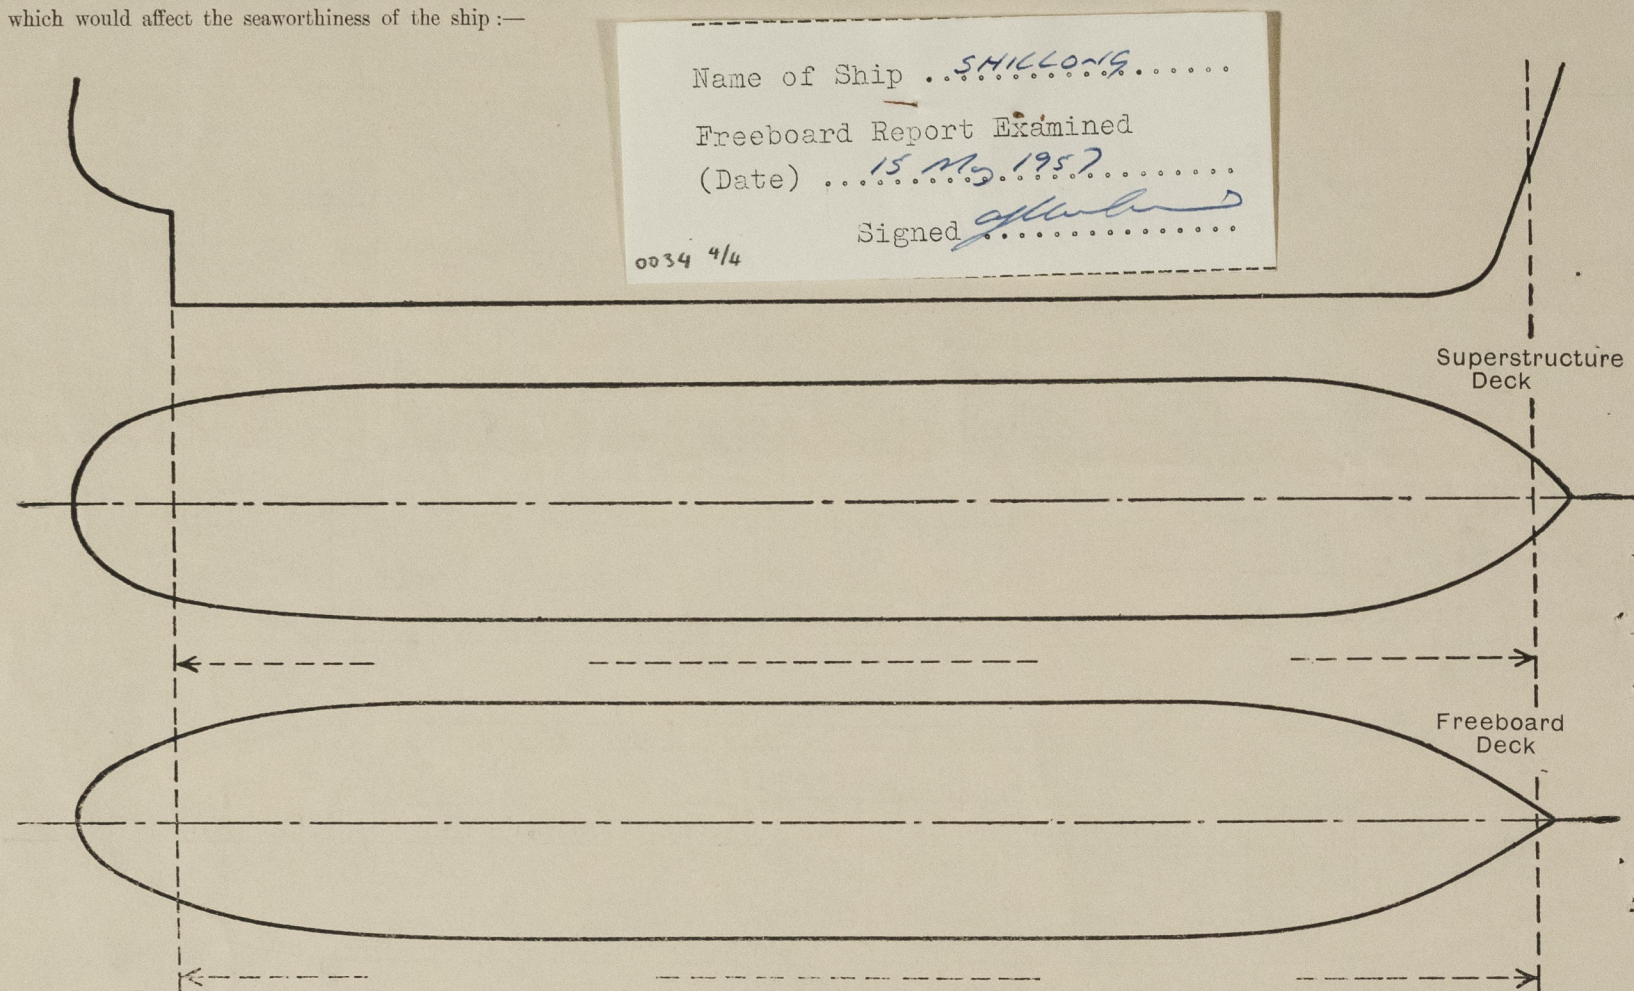 which would affect the seaworthiness of the ship :—
Name of Ship SHILLONG
Freeboard Report Examined
(Date) 15 May 1957
Signed
0034 4/4
Superstructure
Deck
Freeboard
Deck